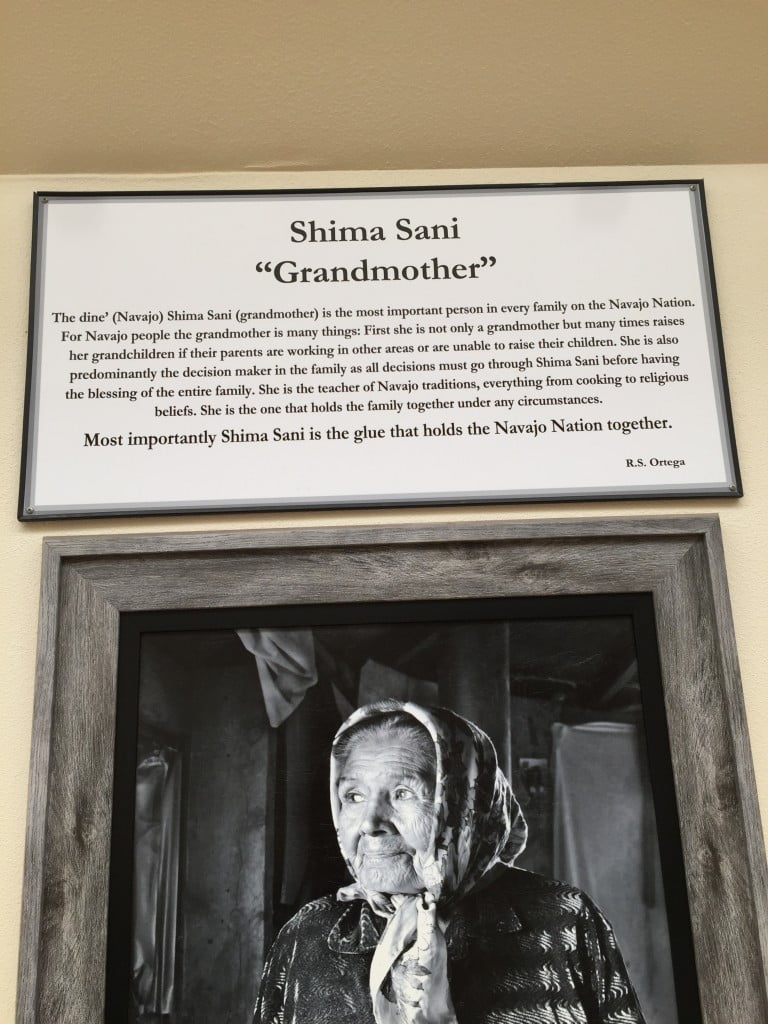 Shima Sani
“Grandmother”
The dine’ (Navajo) Shima Sani (grandmother) is the most important person in every family on the Navajo Nation.
For Navajo people the grandmother is many things: First she is not only a grandmother but many times raises
her grandchildren if their parents are working in other areas or are unable to raise their children. She is also
predominantly the decision maker in the family as all decisions must go through Shima Sani before having
the blessing of the entire family. She is the teacher of Navajo traditions, everything from cooking to religious
beliefs. She is the one that holds the family together under any circumstances.
Most importantly Shima Sani is the glue that holds the Navajo Nation together.
R.S. Ortega